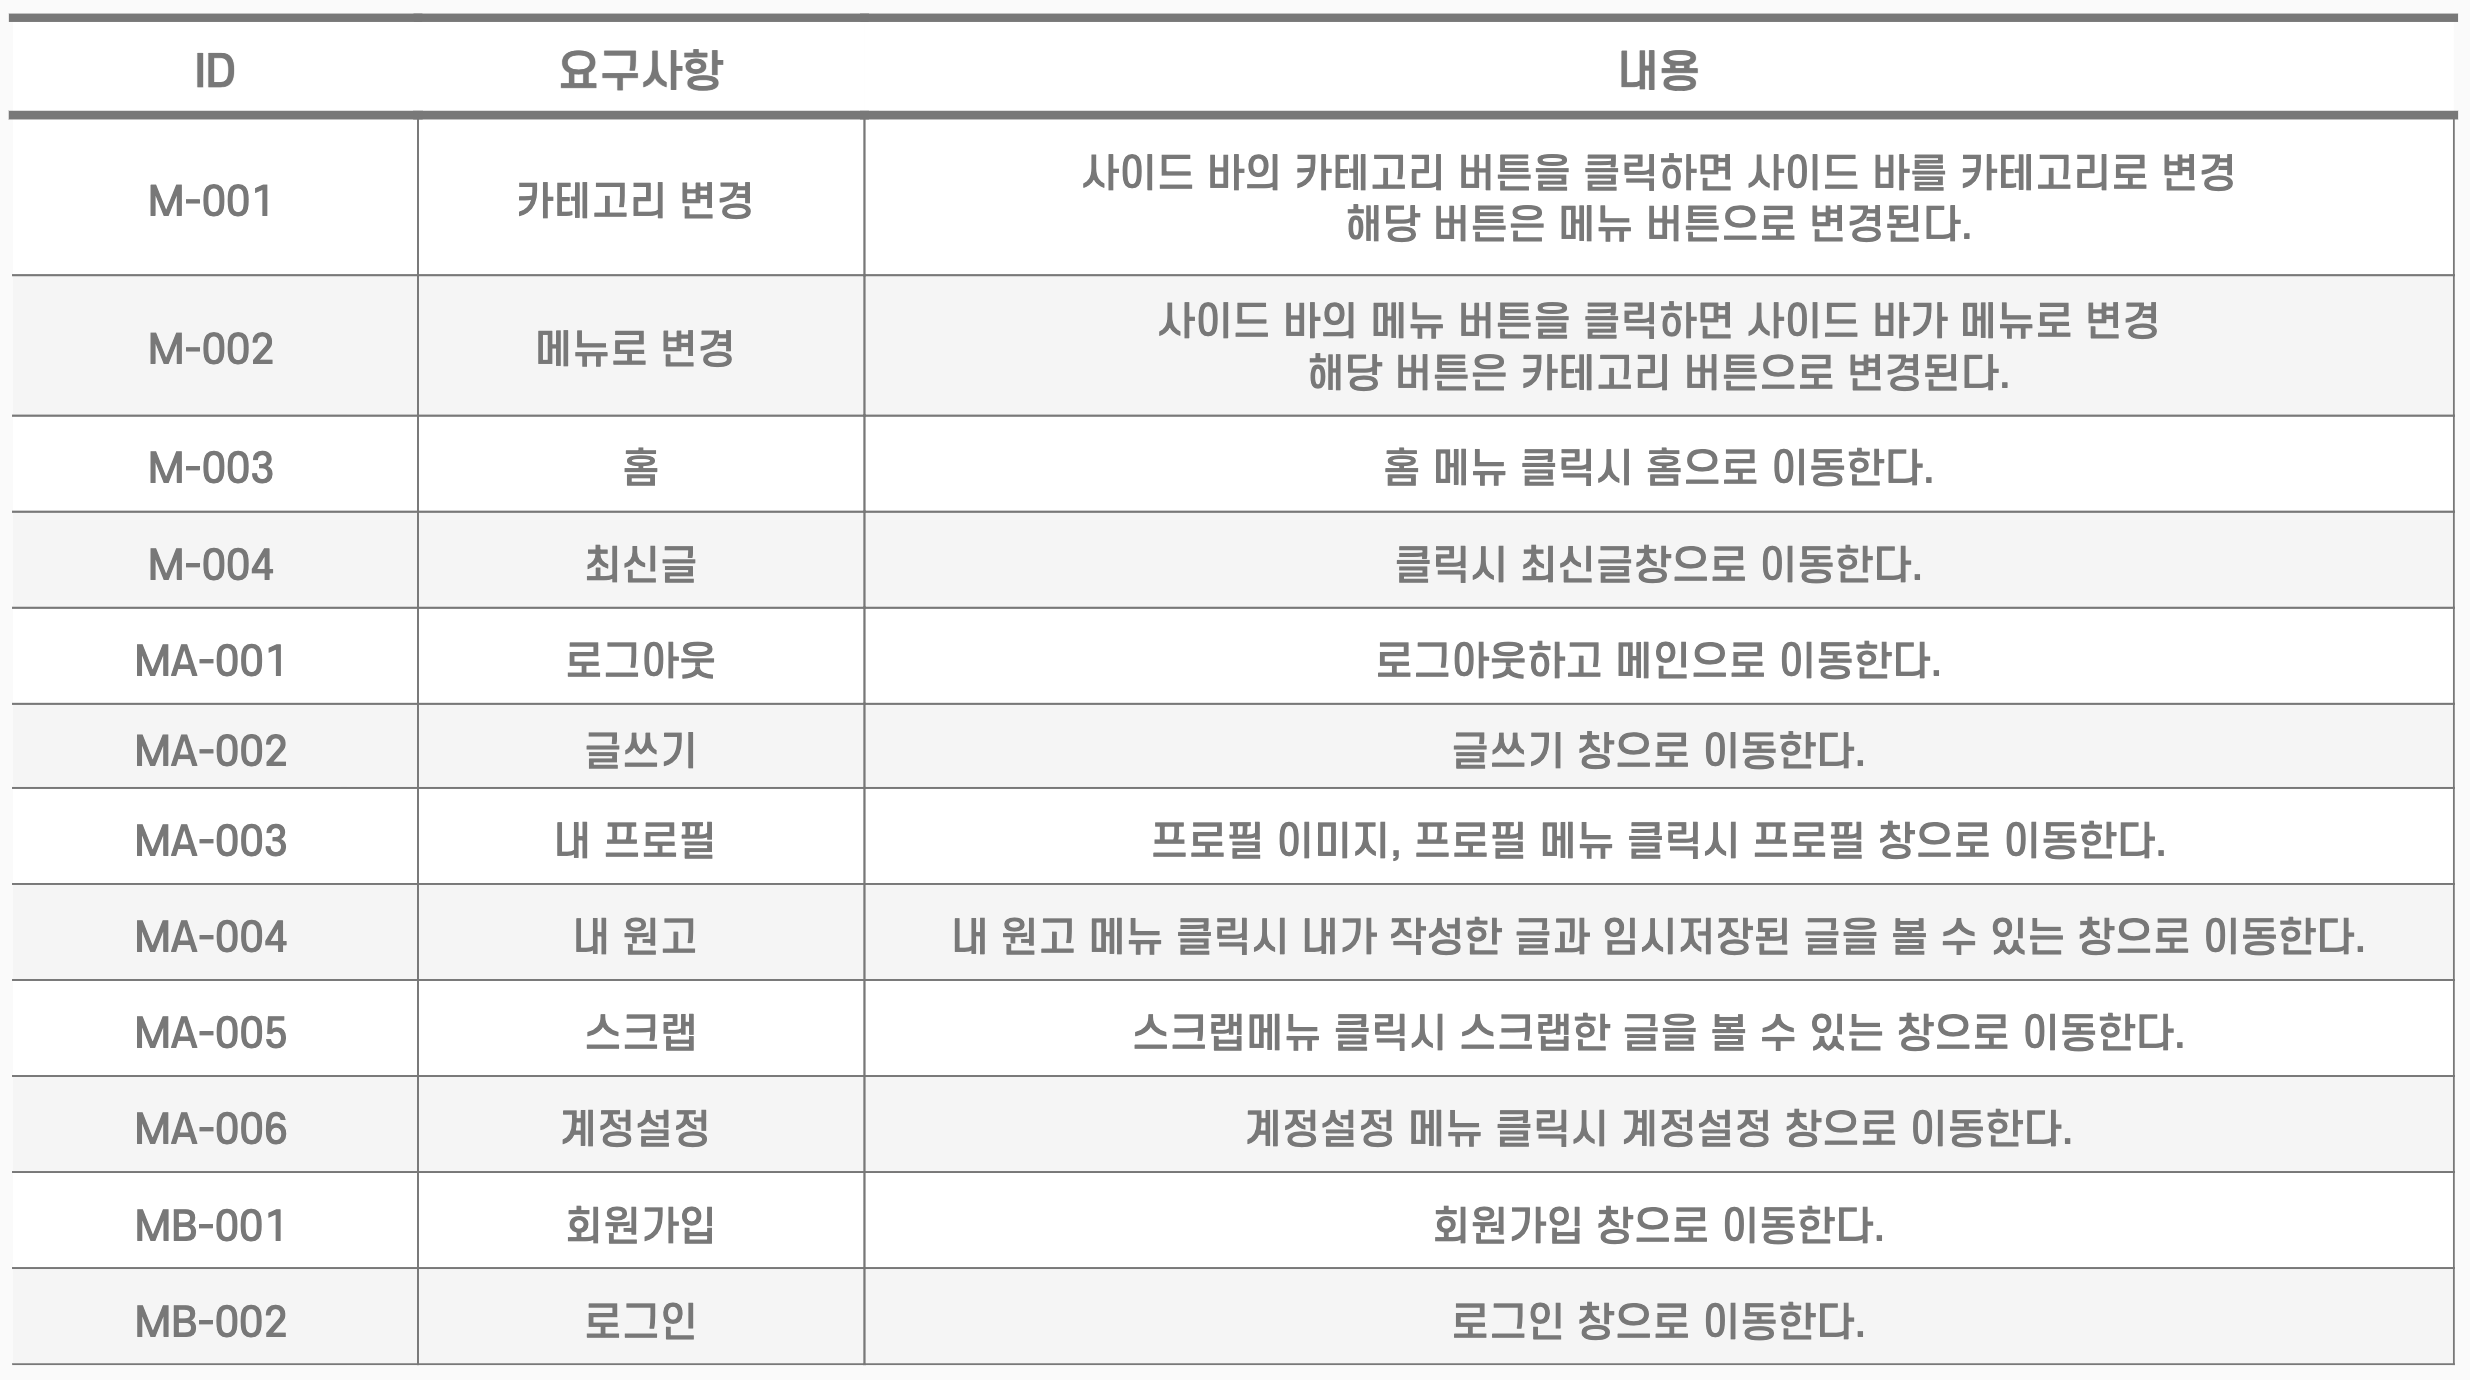 ID 요구사항 내용
M-001 카테고리 변경 사이드 바의 카테고리 버튼을 클릭하면 사이드 바를 카테고리로 변경
해당 버튼은 메뉴 버튼으로 변경된다.
M-002 메뉴로 변경 사이드 바의 메뉴 버튼을 클릭하면 사이드 바가 메뉴로 변경
해당 버튼은 카테고리 버튼으로 변경된다.
M-003 홈 홈 메뉴 클릭시 홈으로 이동한다.
M-004 최신글 클릭시 최신글창으로 이동한다.
MA-001 로그아웃 로그아웃하고 메인으로 이동한다.
MA-002 글쓰기 글쓰기 창으로 이동한다.
MA-003 내 프로필 프로필 이미지, 프로필 메뉴 클릭시 프로필 창으로 이동한다.
MA-004 내 원고 내 원고 메뉴 클릭시 내가 작성한 글과 임시저장된 글을 볼 수 있는 창으로 이동한다.
MA-005 스크랩 스크랩메뉴 클릭시 스크랩한 글을 볼 수 있는 창으로 이동한다.
MA-006 계정설정 계정설정 메뉴 클릭시 계정설정 창으로 이동한다.
MB-001 회원가입 회원가입 창으로 이동한다.
MB-002 로그인 로그인 창으로 이동한다.